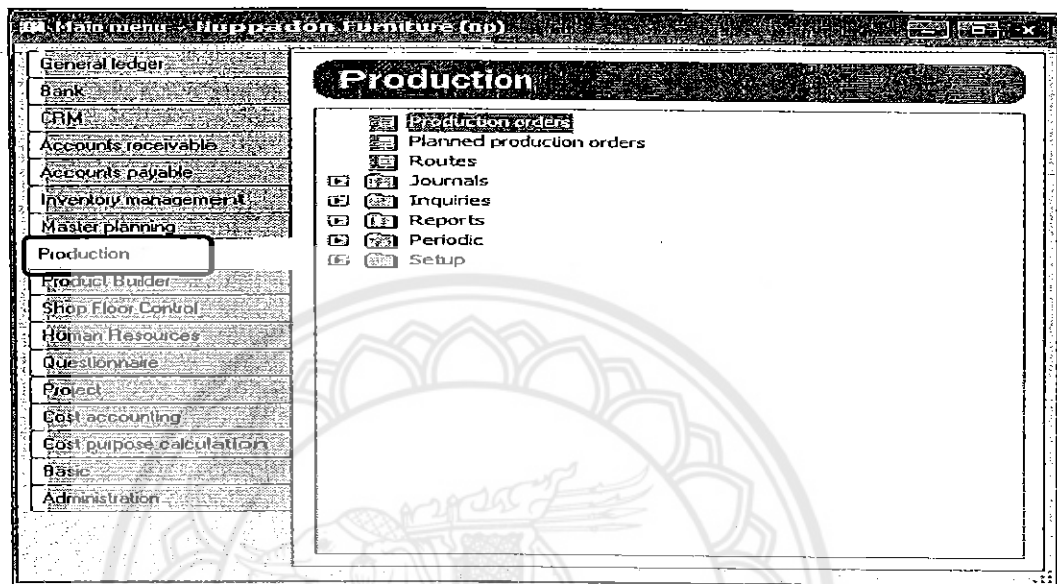 Main menu - Nuppadon Furniture (np)
General ledger
Bank
CRM
Accounts receivable
Accounts payable
Inventory management
Master planning
Production
Product Builder
Shop Floor Control
Human Resources
Questionnaire
Project
Cost accounting
Cost purpose calculation
Basic
Administration
Production
Production orders
Planned production orders
Routes
Journals
Inquiries
Reports
Periodic
Setup